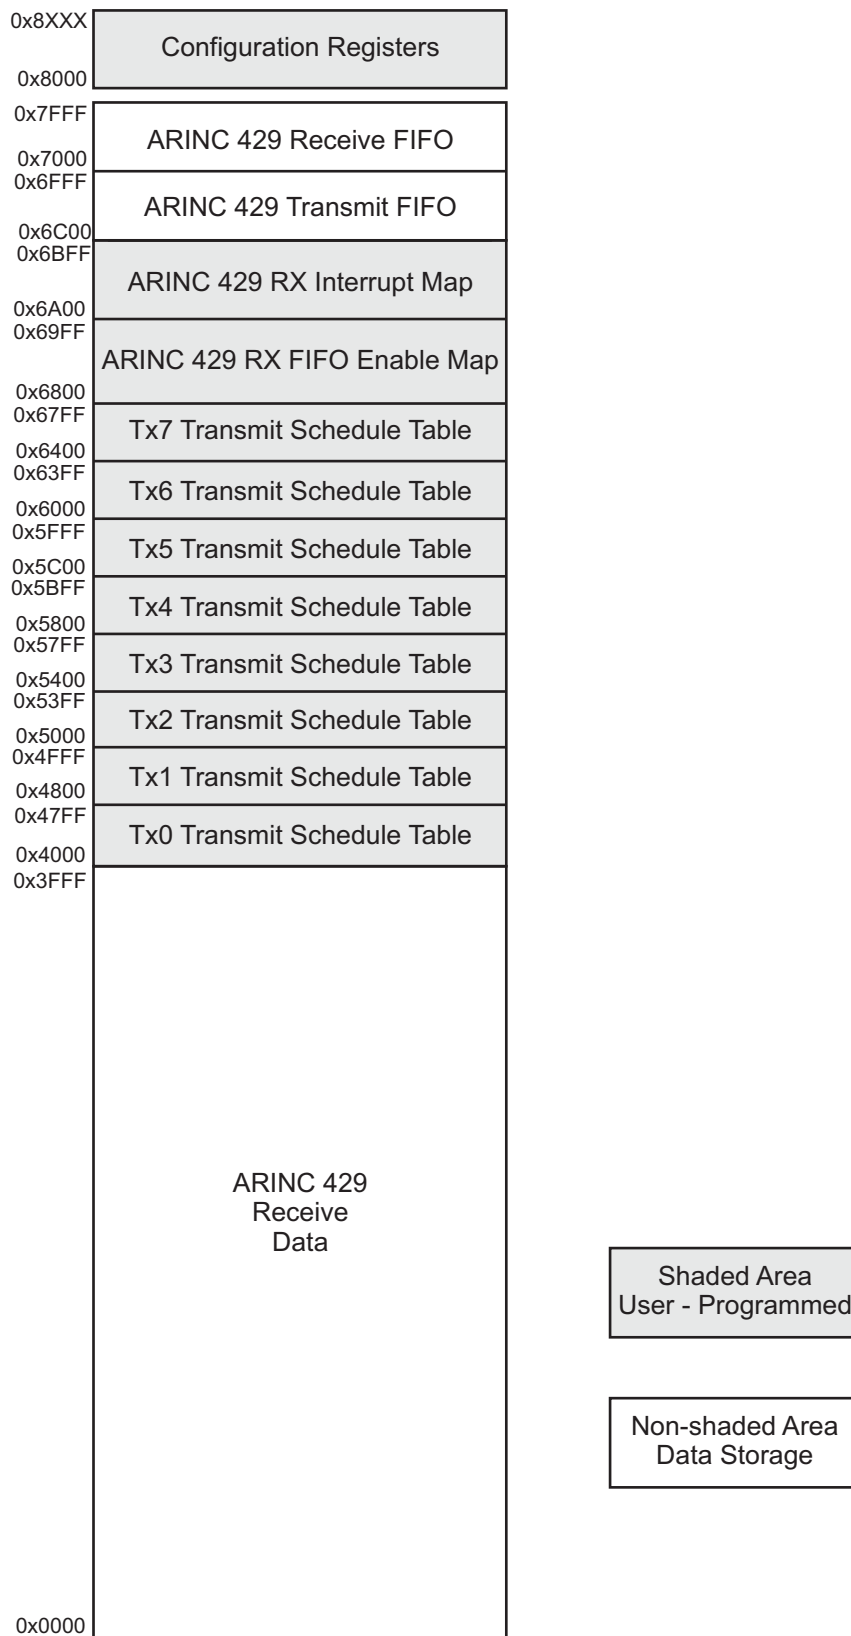 0x8XXX
Configuration Registers
0x8000
0x7FFF
ARINC 429 Receive FIFO
0x7000
0x6FFF
ARINC 429 Transmit FIFO
0x6C00
0x6BFF
ARINC 429 RX Interrupt Map
0x6A00
0x69FF
ARINC 429 RX FIFO Enable Map
0x6800
0x67FF
Tx7 Transmit Schedule Table
0x6400
0x63FF
Tx6 Transmit Schedule Table
0x6000
0x5FFF
Tx5 Transmit Schedule Table
0x5C00
0x5BFF
Tx4 Transmit Schedule Table
0x5800
0x57FF
Tx3 Transmit Schedule Table
0x5400
0x53FF
Tx2 Transmit Schedule Table
0x5000
0x4FFF
Tx1 Transmit Schedule Table
0x4800
0x47FF
Tx0 Transmit Schedule Table
0x4000
0x3FFF
ARINC 429
Receive
Data
0x0000
Shaded Area
User - Programmed
Non-shaded Area
Data Storage